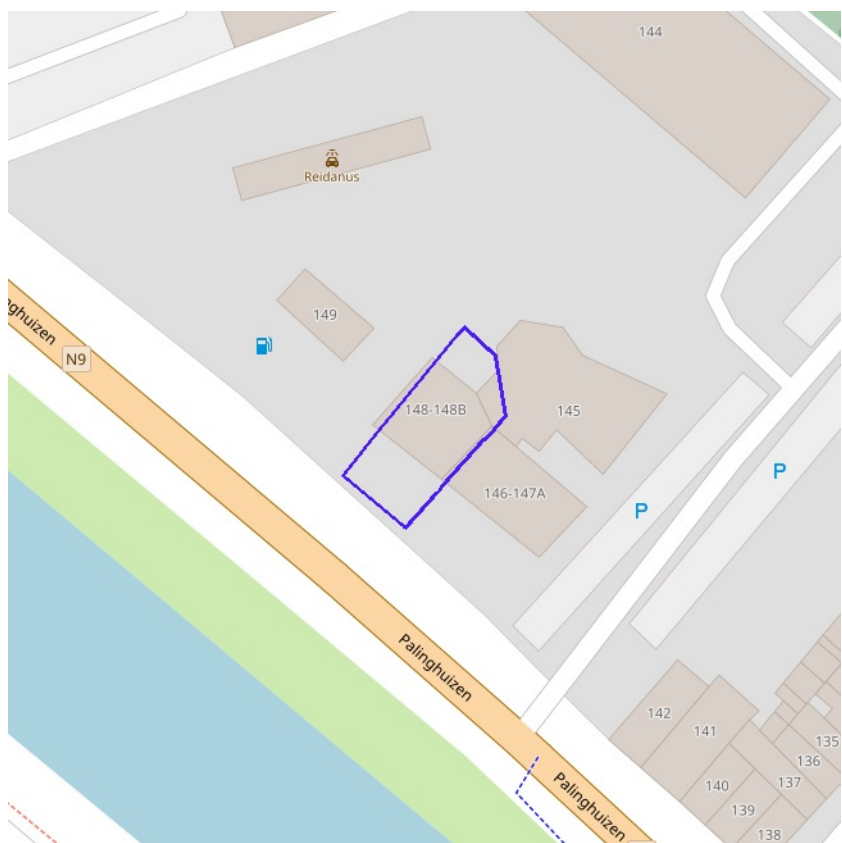 144
Reidanus
149
nghuizen
N9
148-148B
145
146-147A
P
P
Palinghuizen
142
141
135
136
137
140
139
138
Palinghuizen